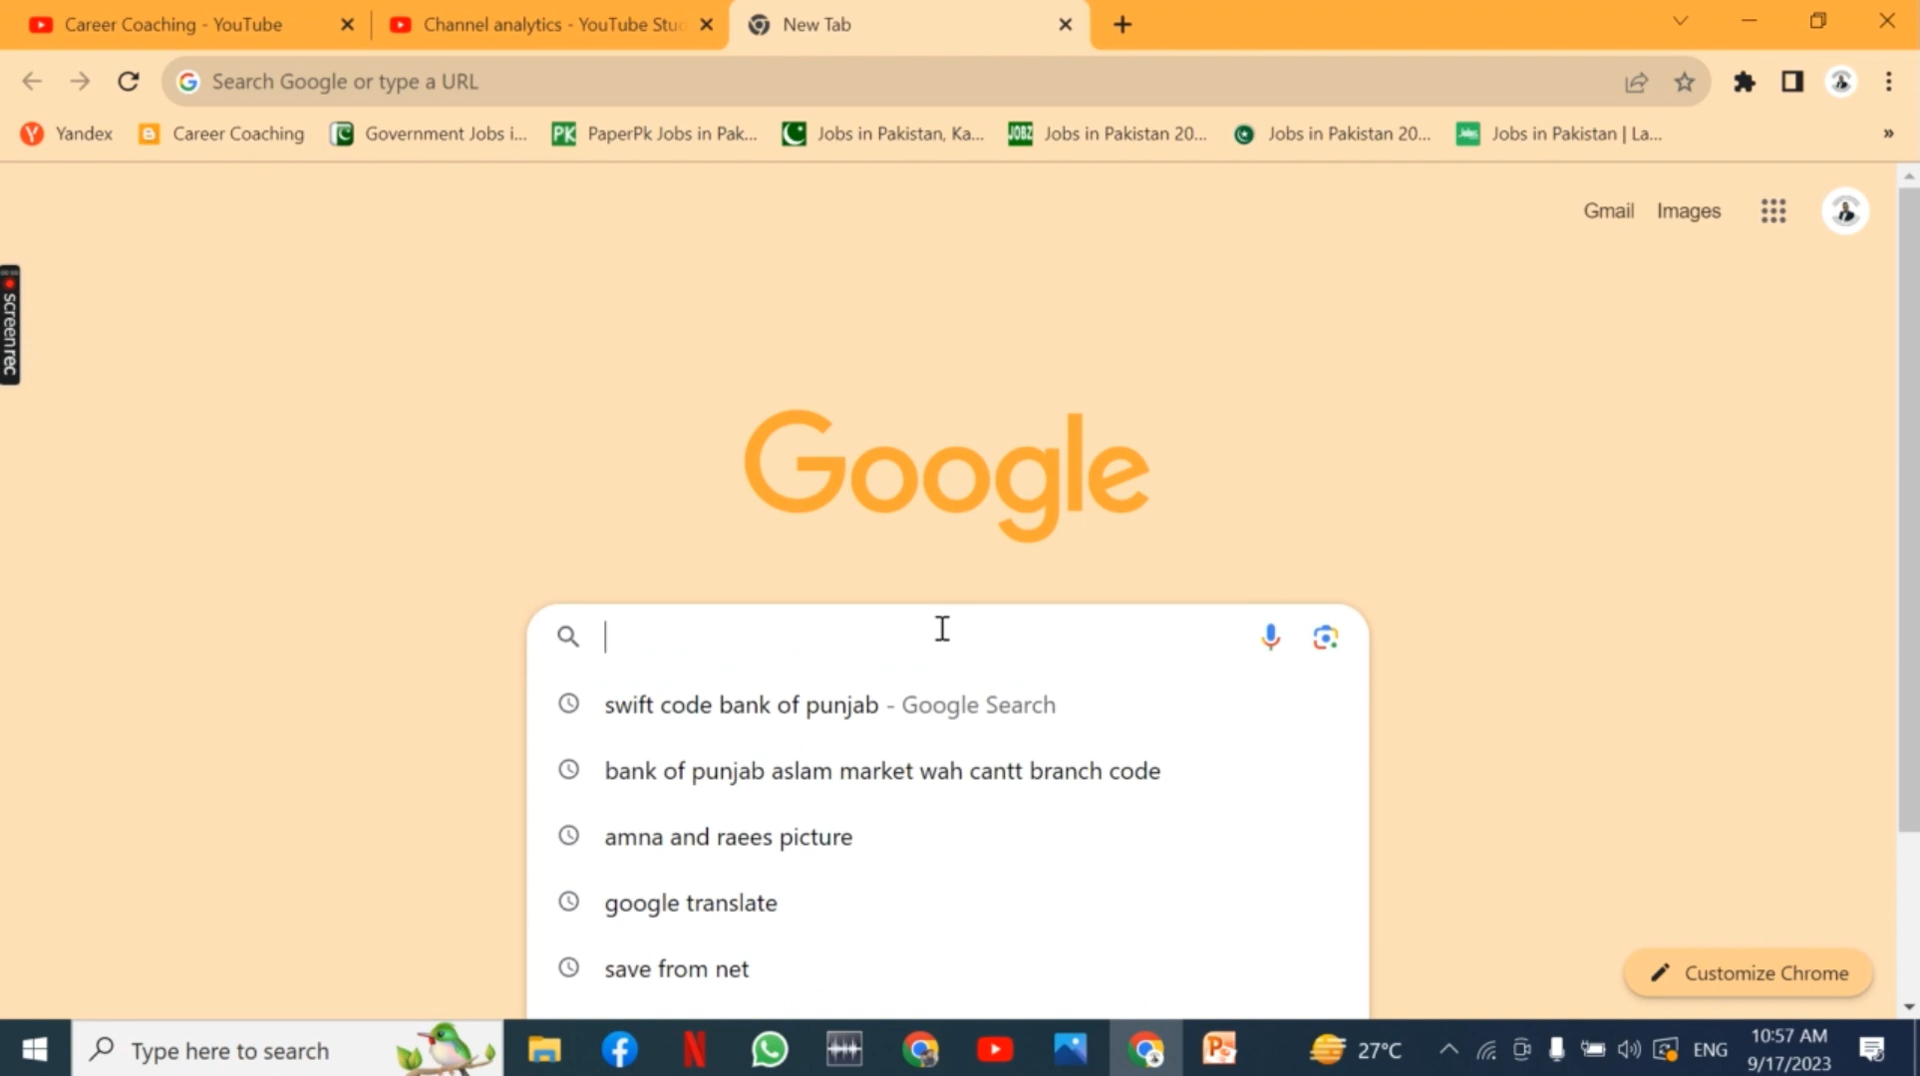 Career Coaching - YouTube
Channel analytics - YouTube Stu
New Tab
Search Google or type a URL
Yandex
Career Coaching
Government Jobs i...
PK
PaperPk Jobs in Pak...
Jobs in Pakistan, Ka...
JOBZ
Jobs in Pakistan 20...
Jobs in Pakistan 20...
Jobs
Jobs in Pakistan | La...
»
Gmail
Images
screenrec
Google
swift code bank of punjab - Google Search
bank of punjab aslam market wah cantt branch code
amna and raees picture
google translate
save from net
Customize Chrome
Type here to search
27°C
ENG
10:57 AM
9/17/2023